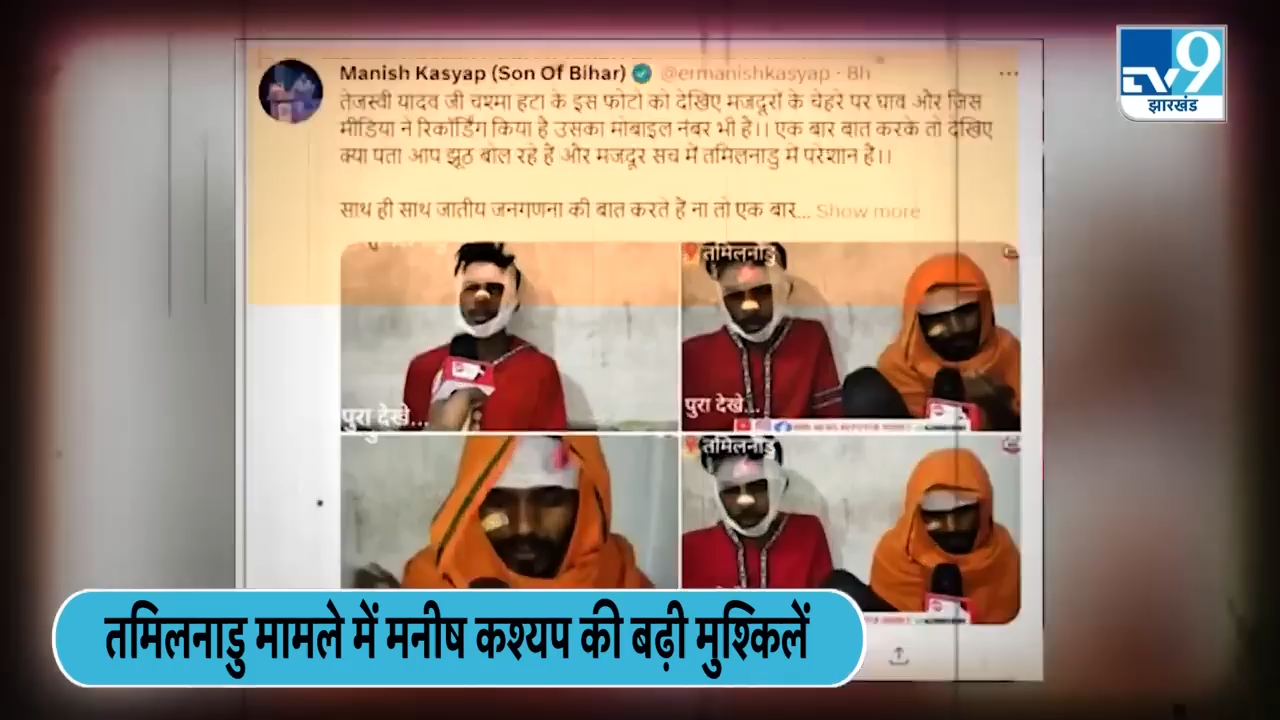 TV9
झारखंड
Manish Kasyap (Son Of Bihar) @ermanishkasyap · 8h
तेजस्वी यादव जी चश्मा हटा के इस फोटो को देखिए मजदूरों के चेहरे पर घाव और जिस
मीडिया ने रिकॉर्डिंग किया है उसका मोबाइल नंबर भी है।। एक बार बात करके तो देखिए
क्या पता आप झूठ बोल रहे हैं और मजदूर सच में तमिलनाडु में परेशान हैं।।
साथ ही साथ जातीय जनगणना की बात करते हैं ना तो एक बार... Show more
तमिलनाडु
पुरा देखे...
पुरा देखे...
तमिलनाडु
तमिलनाडु मामले में मनीष कश्यप की बढ़ी मुश्किलें